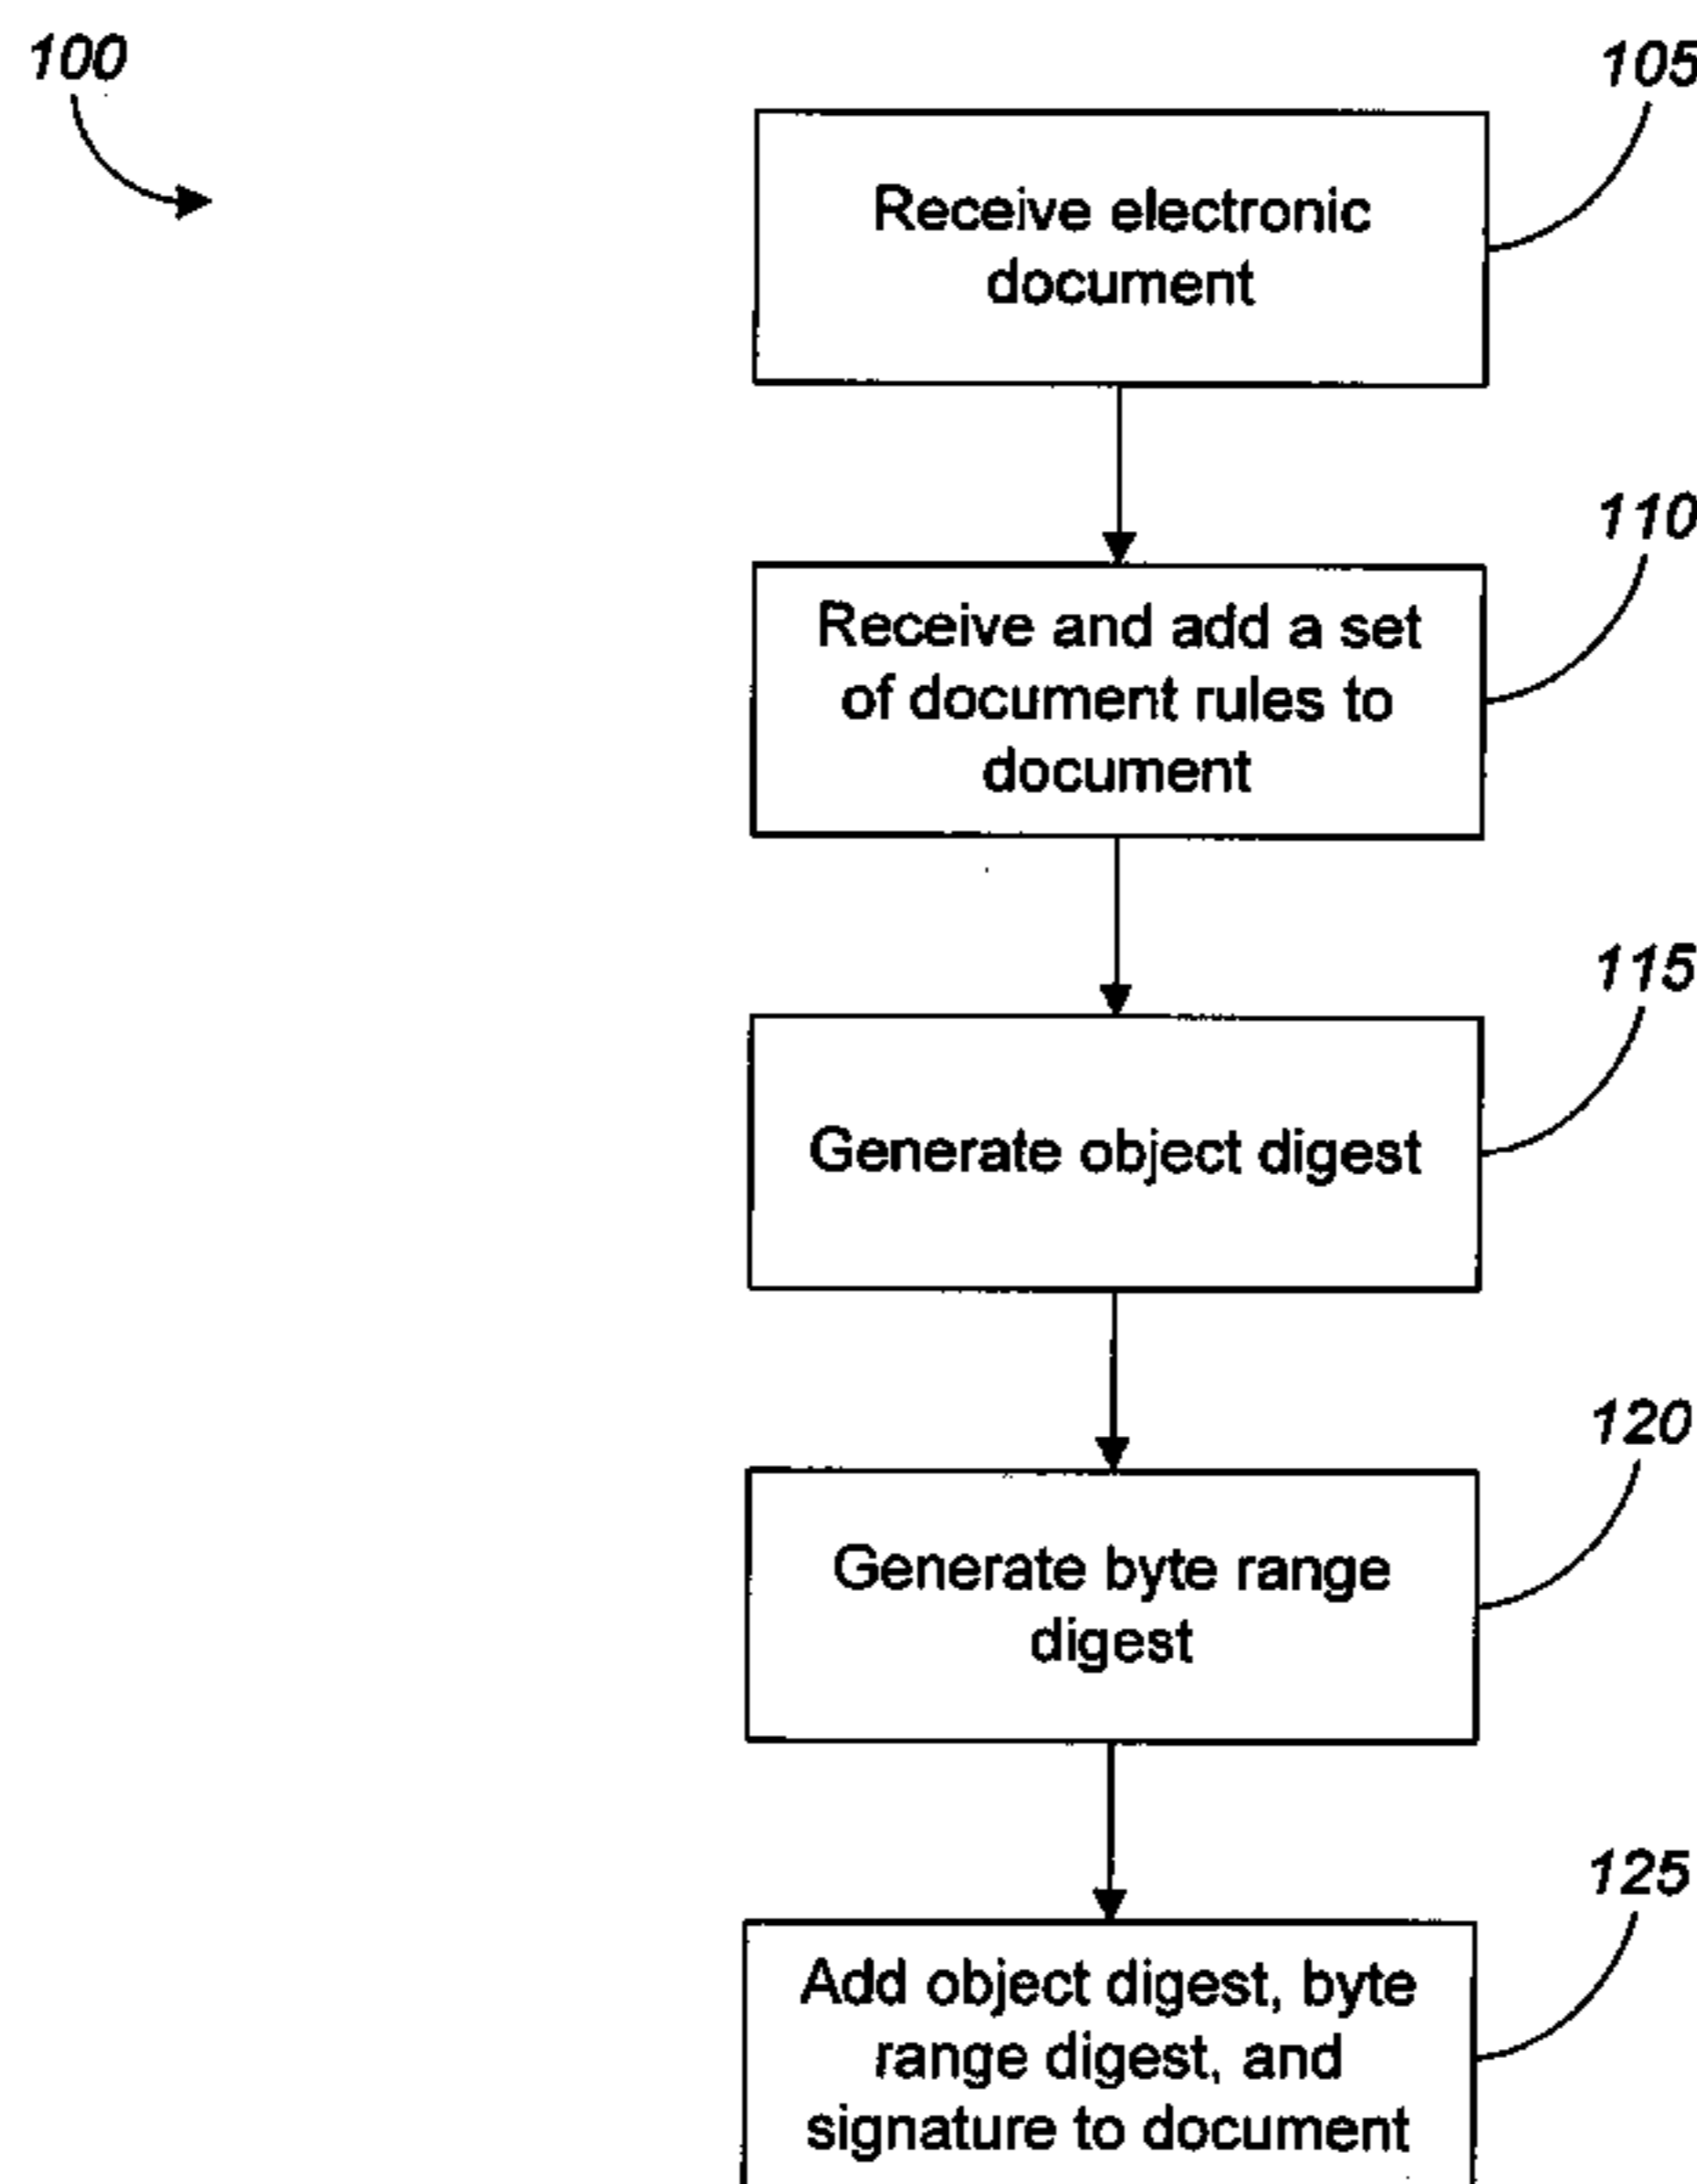 100
105
Receive electronic
document
110
Receive and add a set
of document rules to
document
115
Generate object digest
120
Generate byte range
digest
125
Add object digest, byte
range digest, and
signature to document